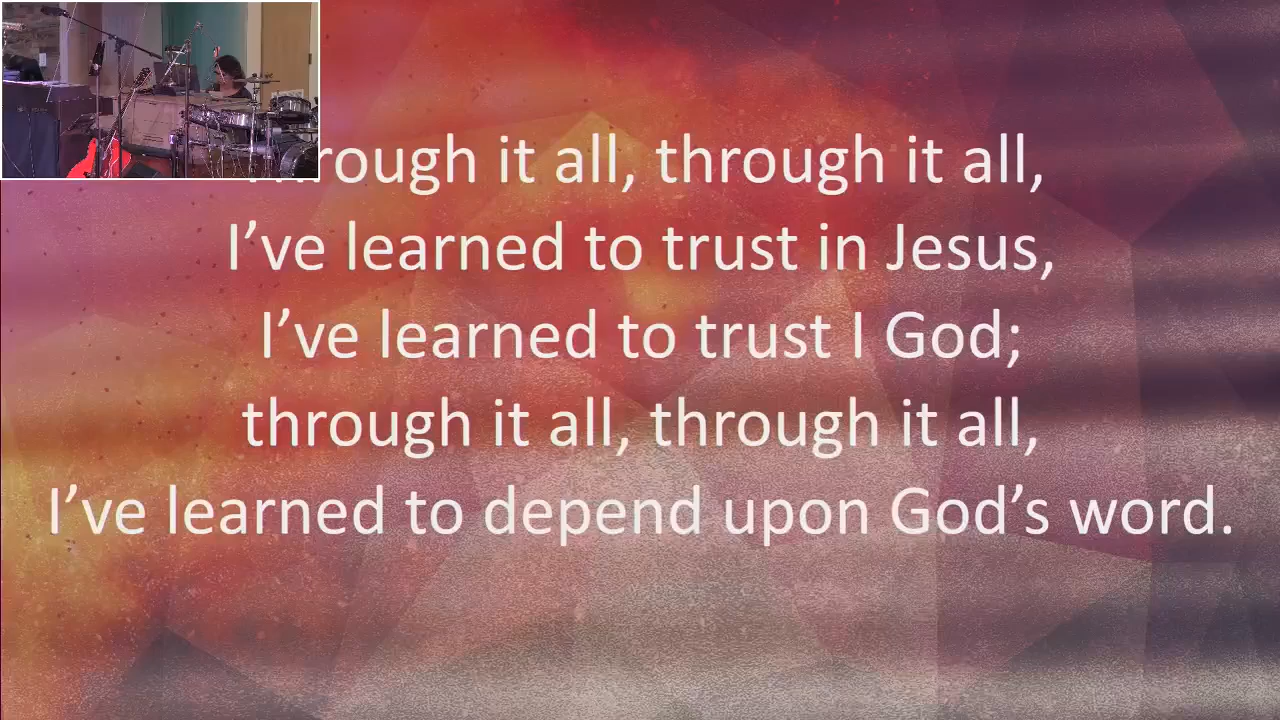 through it all, through it all,
I’ve learned to trust in Jesus,
I’ve learned to trust I God;
through it all, through it all,
I’ve learned to depend upon God’s word.